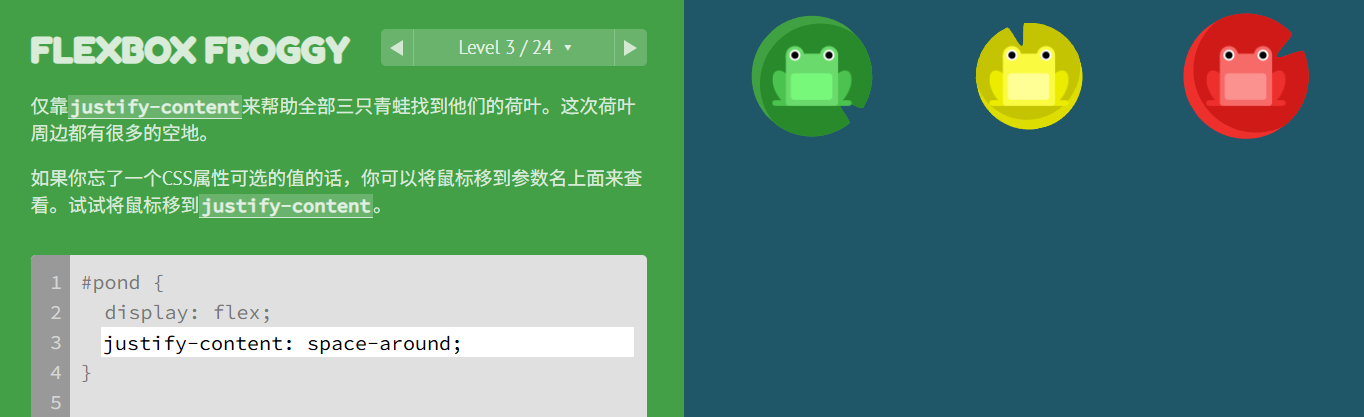 FLEXBOX FROGGY
Level 3 / 24
仅靠justify-content来帮助全部三只青蛙找到他们的荷叶。这次荷叶
周边都有很多的空地。
如果你忘了一个CSS属性可选的值的话，你可以将鼠标移到参数名上面来查
看。试试将鼠标移到justify-content。
1 #pond {
2 display: flex;
3 justify-content: space-around;
4 }
5